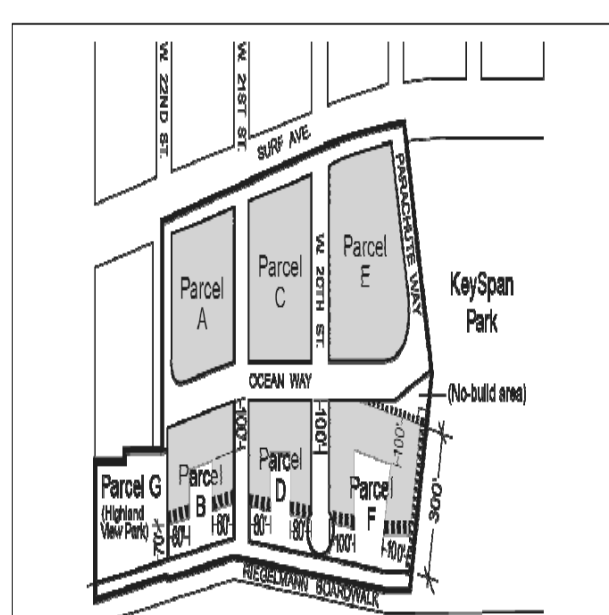 W. 22ND ST.
W. 21ST ST.
SURF AVE.
PARACHUTE WAY
Parcel
A
Parcel
C
W. 20TH ST.
Parcel
E
KeySpan
Park
OCEAN WAY
(No-build area)
100'
100'
100'
300'
Parcel G
(Highland
View Park)
70'
Parcel
B
Parcel
D
Parcel
F
80'
80'
80'
80'
100'
100'
RIEGELMANN BOARDWALK